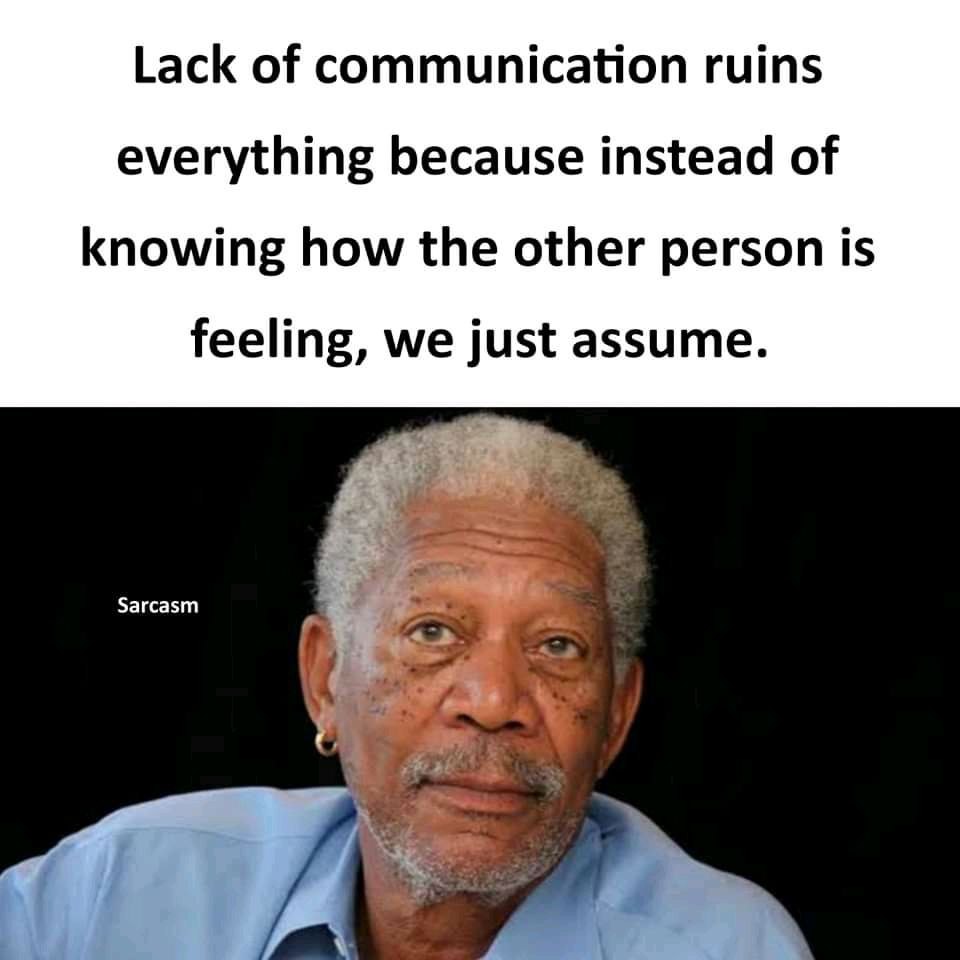 Lack of communication ruins
everything because instead of
knowing how the other person is
feeling, we just assume.
Sarcasm